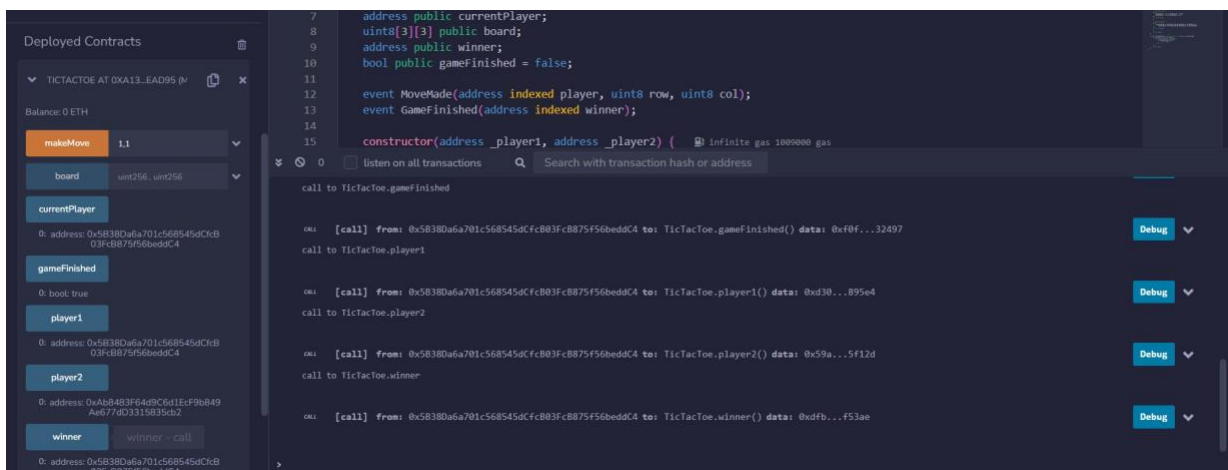 Deployed Contracts
TICTACTOE AT 0XA13...EAD95 (M
Balance: 0 ETH
makeMove 1,1
board uint256, uint256
currentPlayer
0: address: 0x5B38Da6a701c568545dCfcB
03FcB875f56beddC4
gameFinished
0: bool: true
player1
0: address: 0x5B38Da6a701c568545dCfcB
03FcB875f56beddC4
player2
0: address: 0xAb8483F64d9C6d1EcF9b849
Ae677dD3315835cb2
winner winner - call
0: address: 0x5B38Da6a701c568545dCfcB
7 address public currentPlayer;
8 uint8[3][3] public board;
9 address public winner;
10 bool public gameFinished = false;
11
12 event MoveMade(address indexed player, uint8 row, uint8 col);
13 event GameFinished(address indexed winner);
14
15 constructor(address _player1, address _player2) { infinite gas 1009000 gas
0 listen on all transactions Search with transaction hash or address
call to TicTacToe.gameFinished
CALL [call] from: 0x5B38Da6a701c568545dCfcB03FcB875f56beddC4 to: TicTacToe.gameFinished() data: 0xf0f...32497 Debug
call to TicTacToe.player1
CALL [call] from: 0x5B38Da6a701c568545dCfcB03FcB875f56beddC4 to: TicTacToe.player1() data: 0xd30...895e4 Debug
call to TicTacToe.player2
CALL [call] from: 0x5B38Da6a701c568545dCfcB03FcB875f56beddC4 to: TicTacToe.player2() data: 0x59a...5f12d Debug
call to TicTacToe.winner
CALL [call] from: 0x5B38Da6a701c568545dCfcB03FcB875f56beddC4 to: TicTacToe.winner() data: 0xdfb...f53ae Debug
>